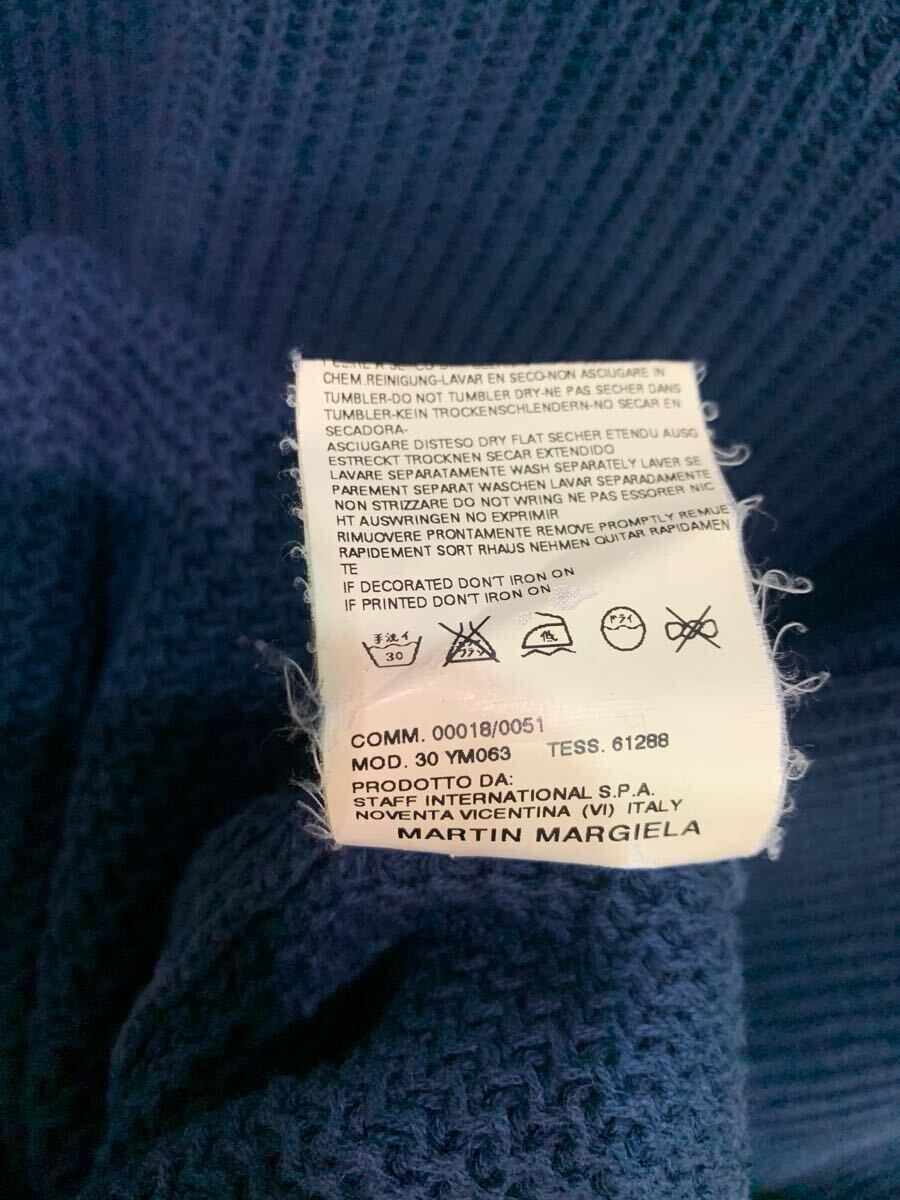 CHEM.REINIGUNG-LAVAR EN SECO-NON ASCIUGARE IN
TUMBLER-DO NOT TUMBLER DRY-NE PAS SECHER DANS
TUMBLER-KEIN TROCKENSCHLENDERN-NO SECAR EN
SECADORA-
ASCIUGARE DISTESO DRY FLAT SECHER ETENDU AUSG
ESTRECKT TROCKNEN SECAR EXTENDIDO
LAVARE SEPARATAMENTE WASH SEPARATELY LAVER SE
PAREMENT SEPARAT WASCHEN LAVAR SEPARADAMENTE
NON STRIZZARE DO NOT WRING NE PAS ESSORER NIC
HT AUSWRINGEN NO EXPRIMIR
RIMUOVERE PRONTAMENTE REMOVE PROMPTLY REMUE
RAPIDEMENT SORT RHAUS NEHMEN QUITAR RAPIDAMEN
TE
IF DECORATED DON'T IRON ON
IF PRINTED DON'T IRON ON
手洗イ
30
低
ドライ
COMM. 00018/0051
MOD. 30 YM063 TESS. 61288
PRODOTTO DA:
STAFF INTERNATIONAL S.P.A.
NOVENTA VICENTINA (VI) ITALY
MARTIN MARGIELA